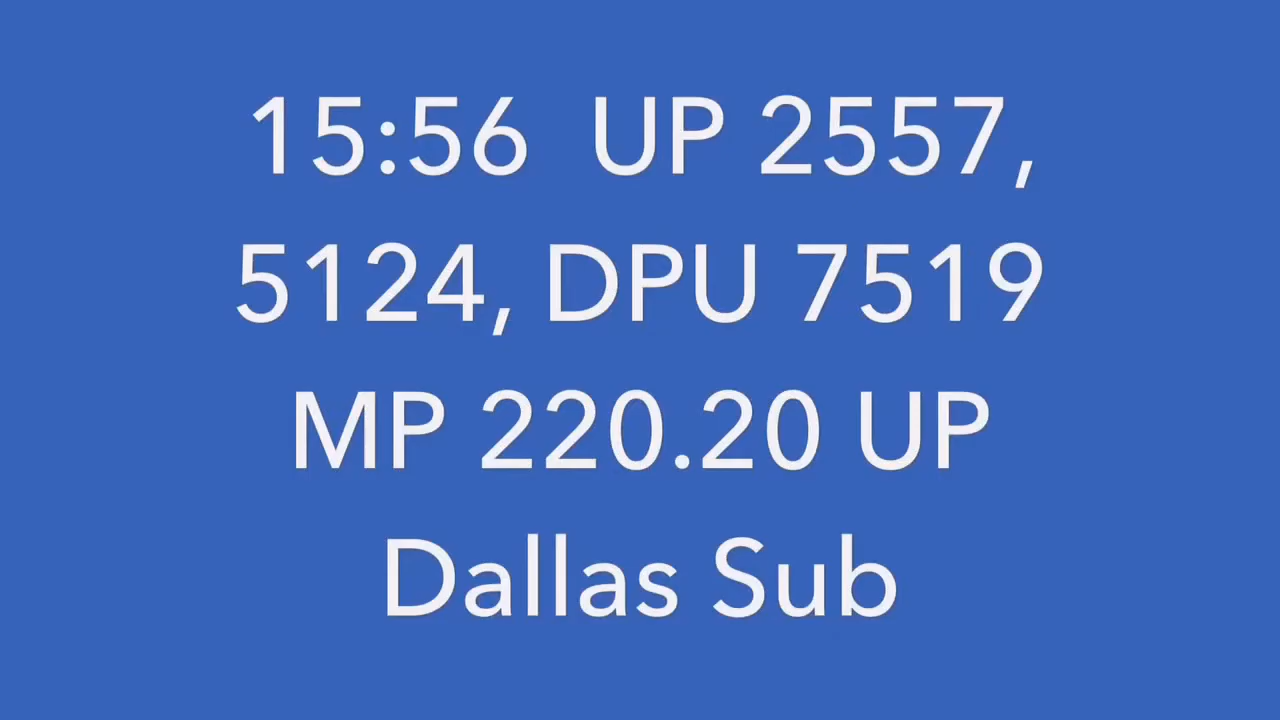 15:56  UP 2557,
5124, DPU 7519
MP 220.20 UP
Dallas Sub